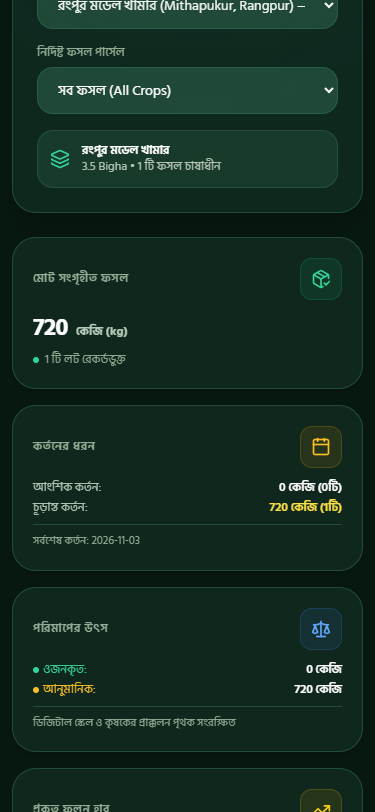 রংপুর মডেল খামার (Mithapukur, Rangpur) –
নির্দিষ্ট ফসল পার্সেল
সব ফসল (All Crops)
রংপুর মডেল খামার
3.5 Bigha • 1 টি ফসল চাষাধীন
মোট সংগৃহীত ফসল
720 কেজি (kg)
1 টি লট রেকর্ডভুক্ত
কর্তনের ধরন
আংশিক কর্তন: 0 কেজি (0টি)
চূড়ান্ত কর্তন: 720 কেজি (1টি)
সর্বশেষ কর্তন: 2026-11-03
পরিমাপের উৎস
ওজনকৃত: 0 কেজি
আনুমানিক: 720 কেজি
ডিজিটাল স্কেল ও কৃষকের প্রাক্কলন পৃথক সংরক্ষিত
প্রকৃত ফলন হার